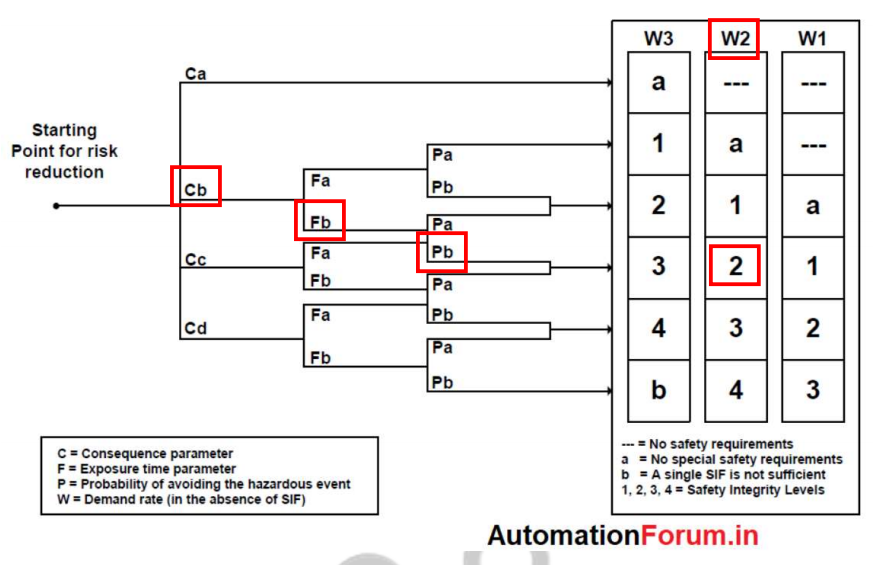 W3 W2 W1
Ca
a --- ---
Starting
Point for risk
reduction
Pa
1 a ---
Cb
Fa
Pb
2 1 a
Fb
Pa
Cc
Fa
Pb
3 2 1
Fb
Pa
Cd
Fa
Pb
4 3 2
Fb
Pa
Pb
b 4 3
C = Consequence parameter
F = Exposure time parameter
P = Probability of avoiding the hazardous event
W = Demand rate (in the absence of SIF)
--- = No safety requirements
a = No special safety requirements
b = A single SIF is not sufficient
1, 2, 3, 4 = Safety Integrity Levels
AutomationForum.in